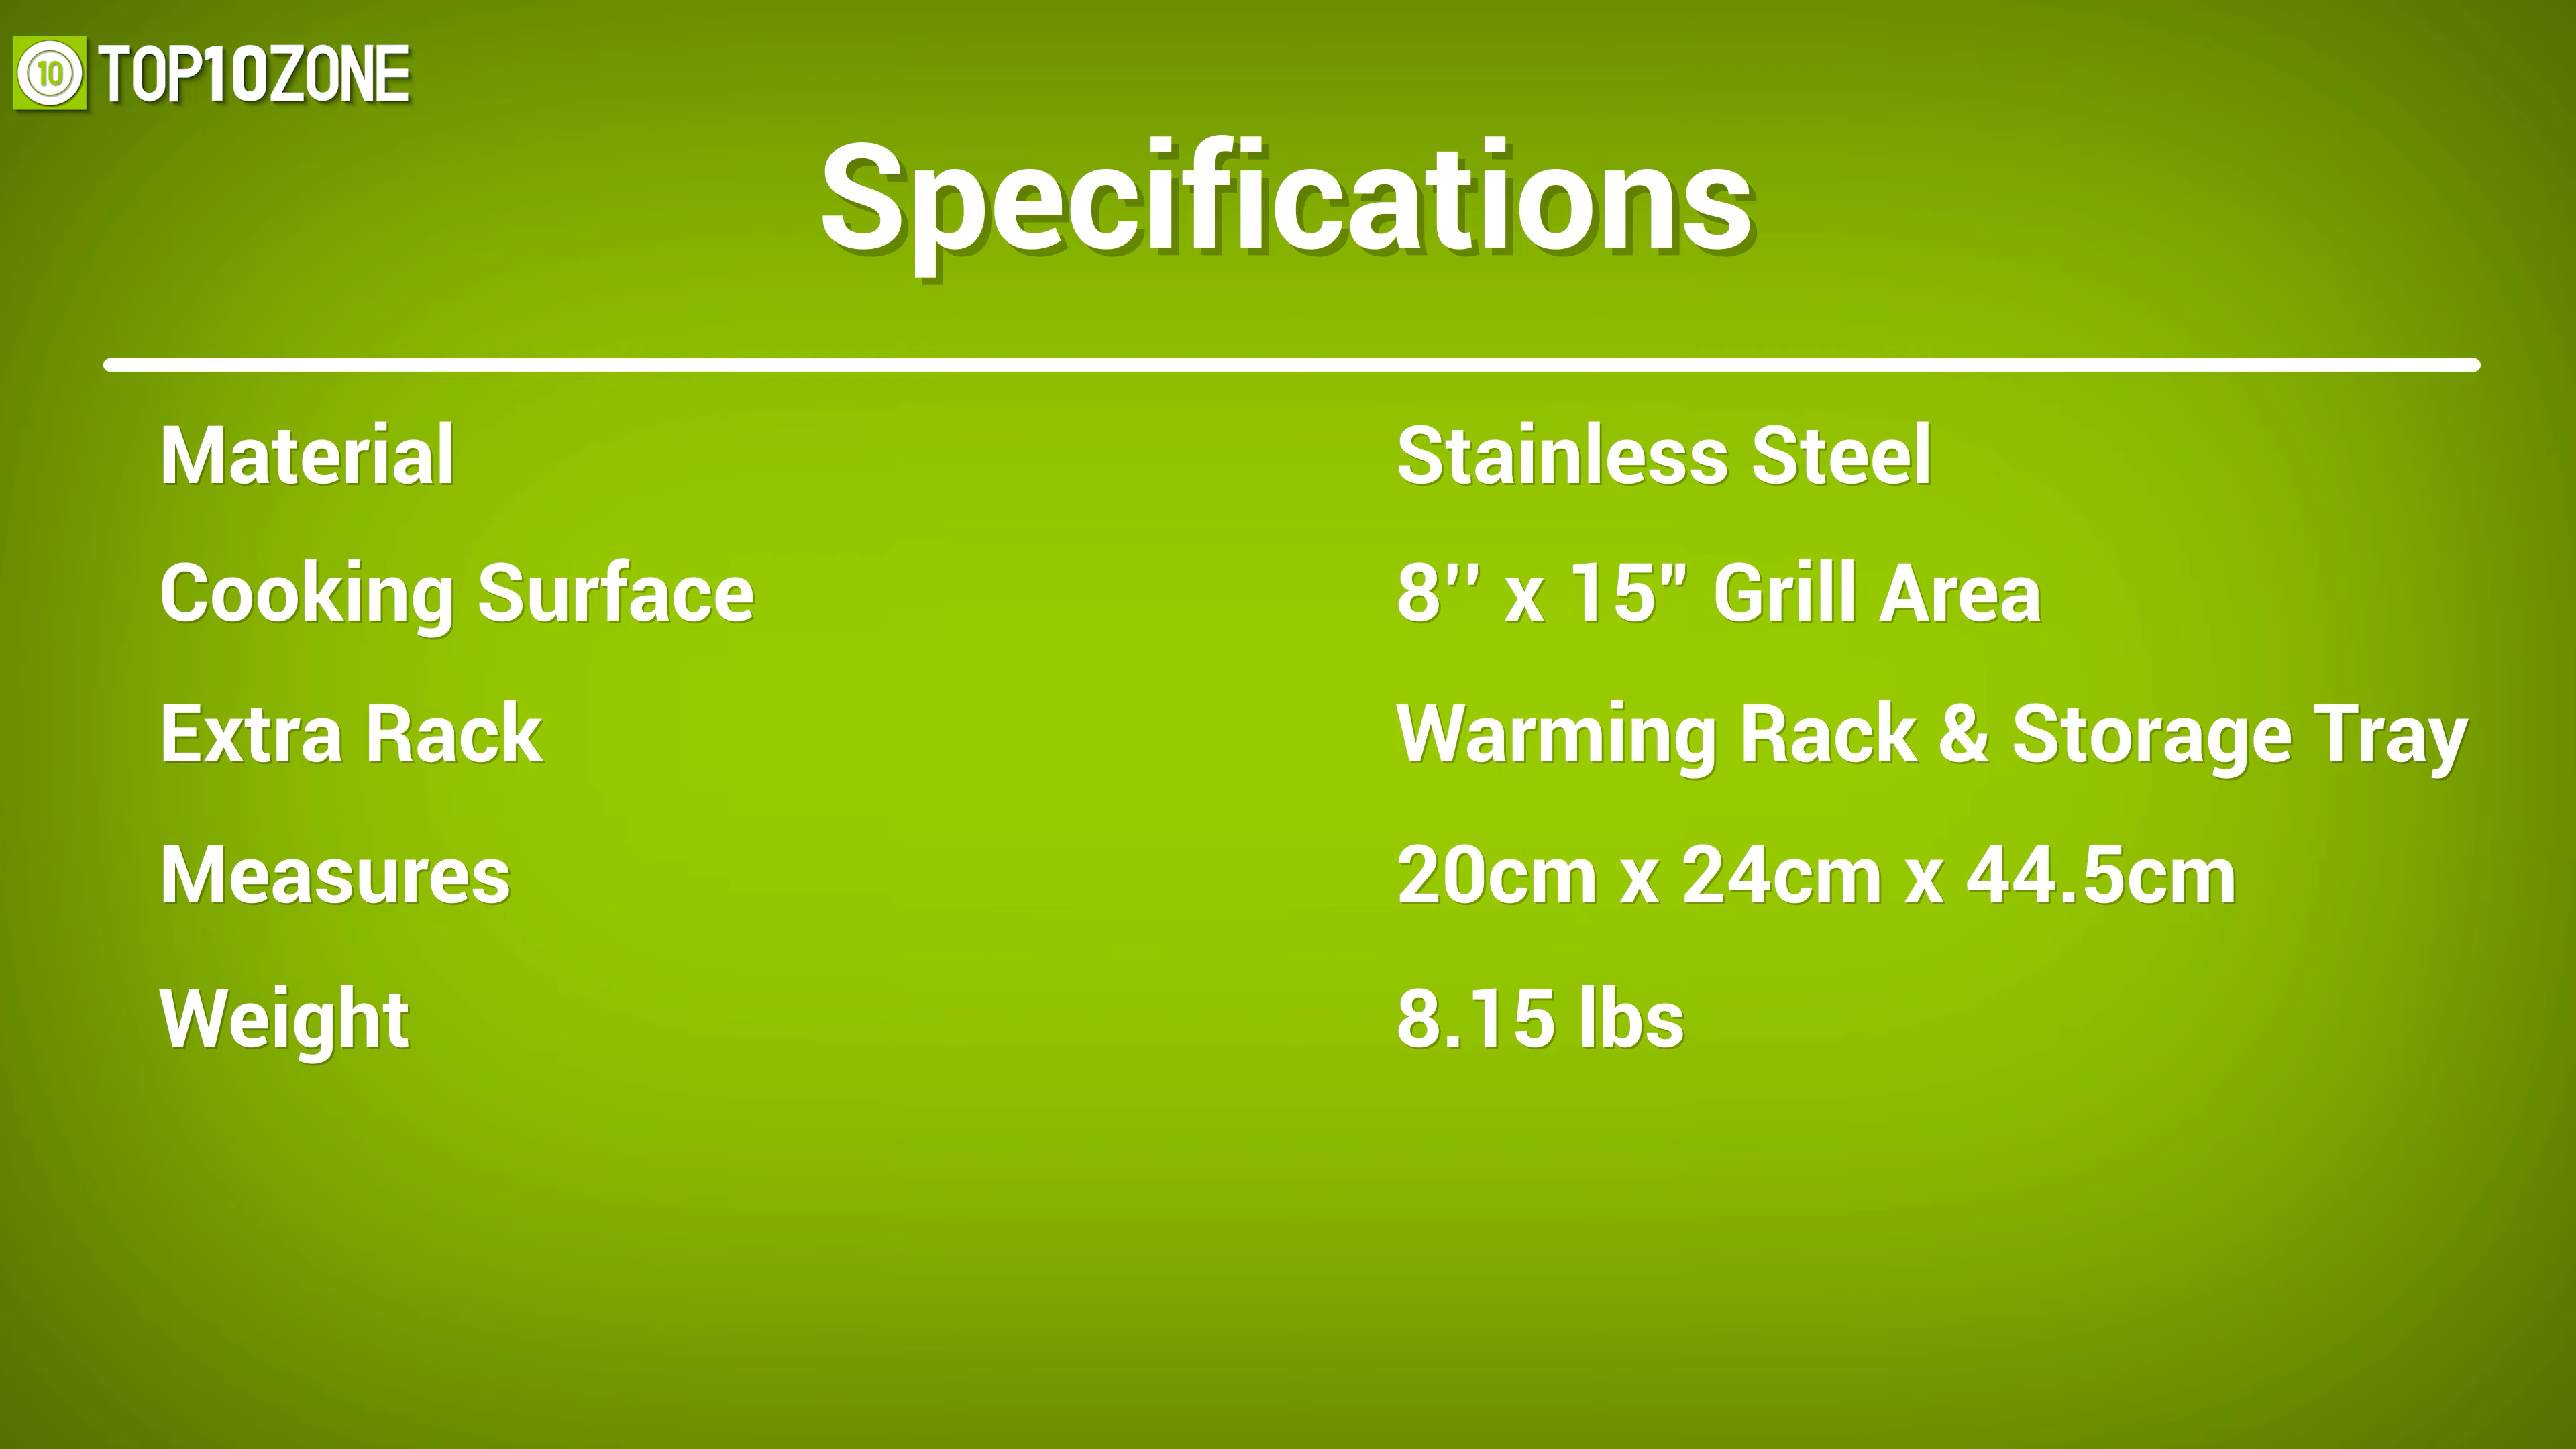 10 TOP10ZONE
Specifications
Material Stainless Steel
Cooking Surface 8’’ x 15” Grill Area
Extra Rack Warming Rack & Storage Tray
Measures 20cm x 24cm x 44.5cm
Weight 8.15 lbs